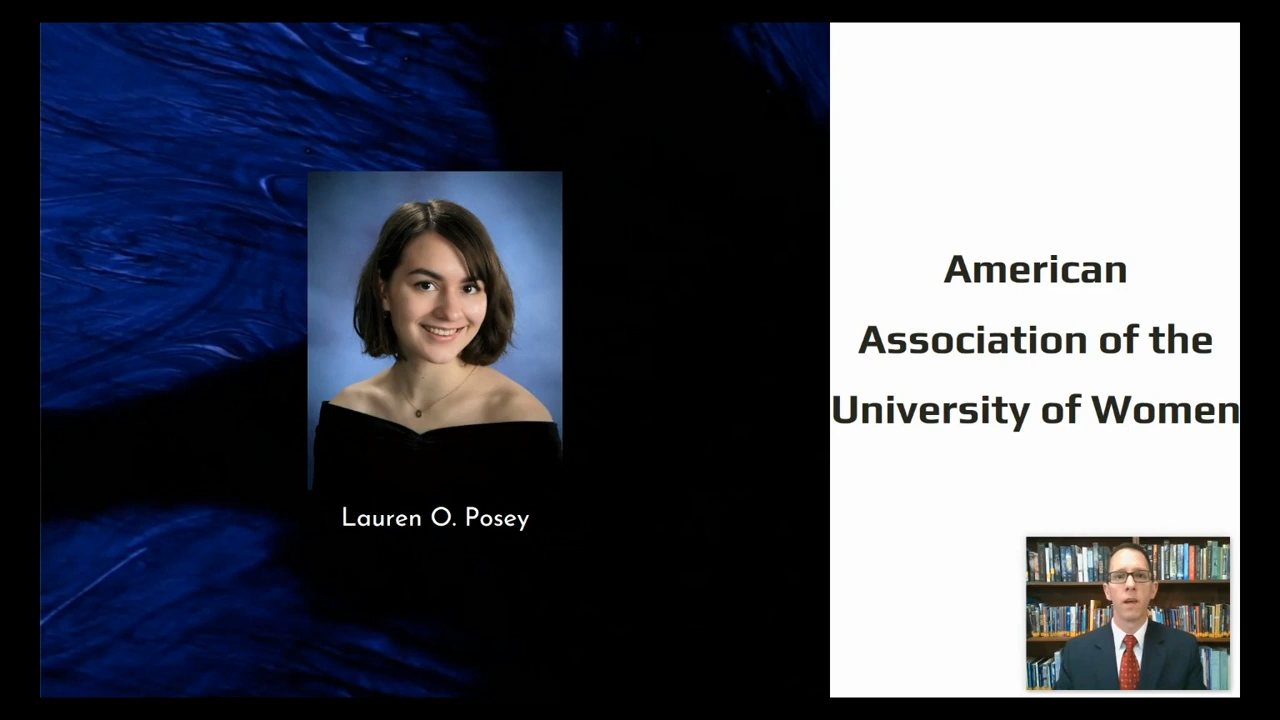 Lauren O. Posey
American
Association of the
University of Women